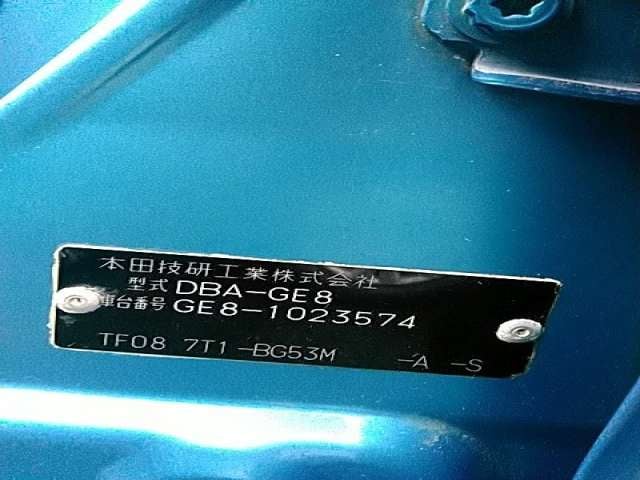 本田技研工業株式会社
型式 DBA-GE8
車台番号 GE8-1023574
TF08 7T1-BG53M -A -S